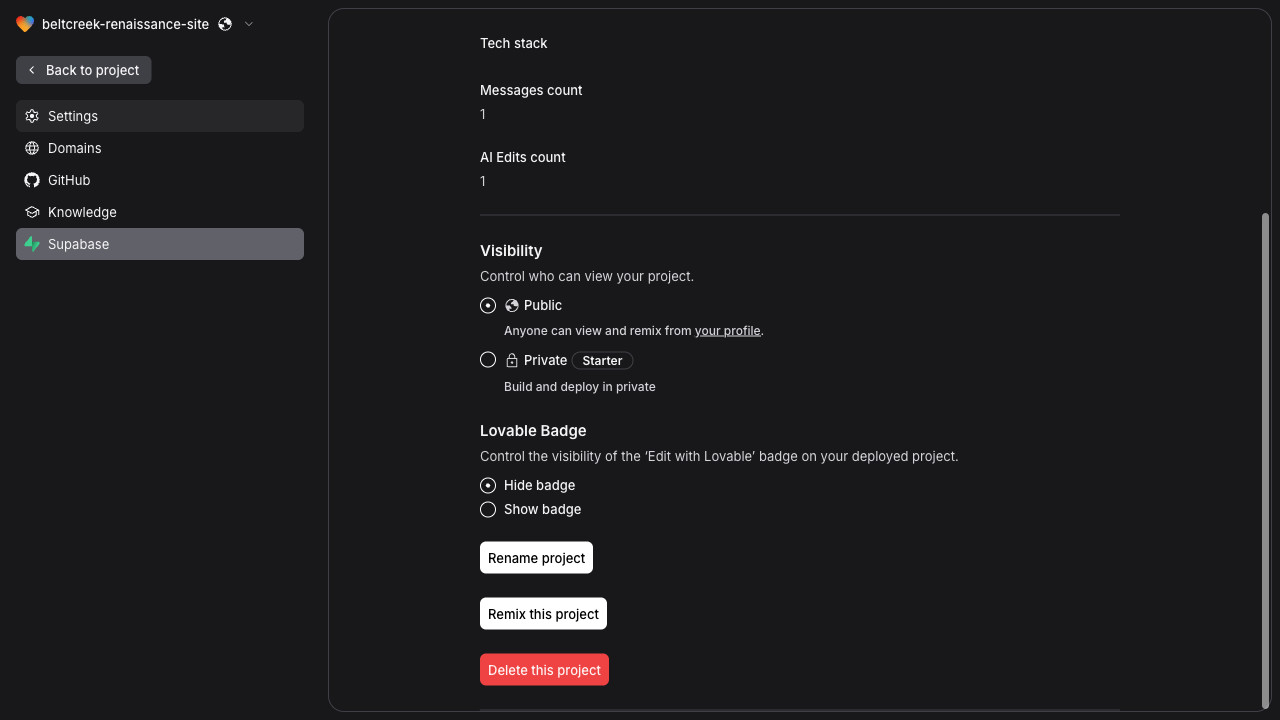 beltcreek-renaissance-site
Back to project
Settings
Domains
GitHub
Knowledge
Supabase
Tech stack
Messages count
1
AI Edits count
1
Visibility
Control who can view your project.
Public
Anyone can view and remix from your profile.
Private Starter
Build and deploy in private
Lovable Badge
Control the visibility of the ‘Edit with Lovable’ badge on your deployed project.
Hide badge
Show badge
Rename project
Remix this project
Delete this project